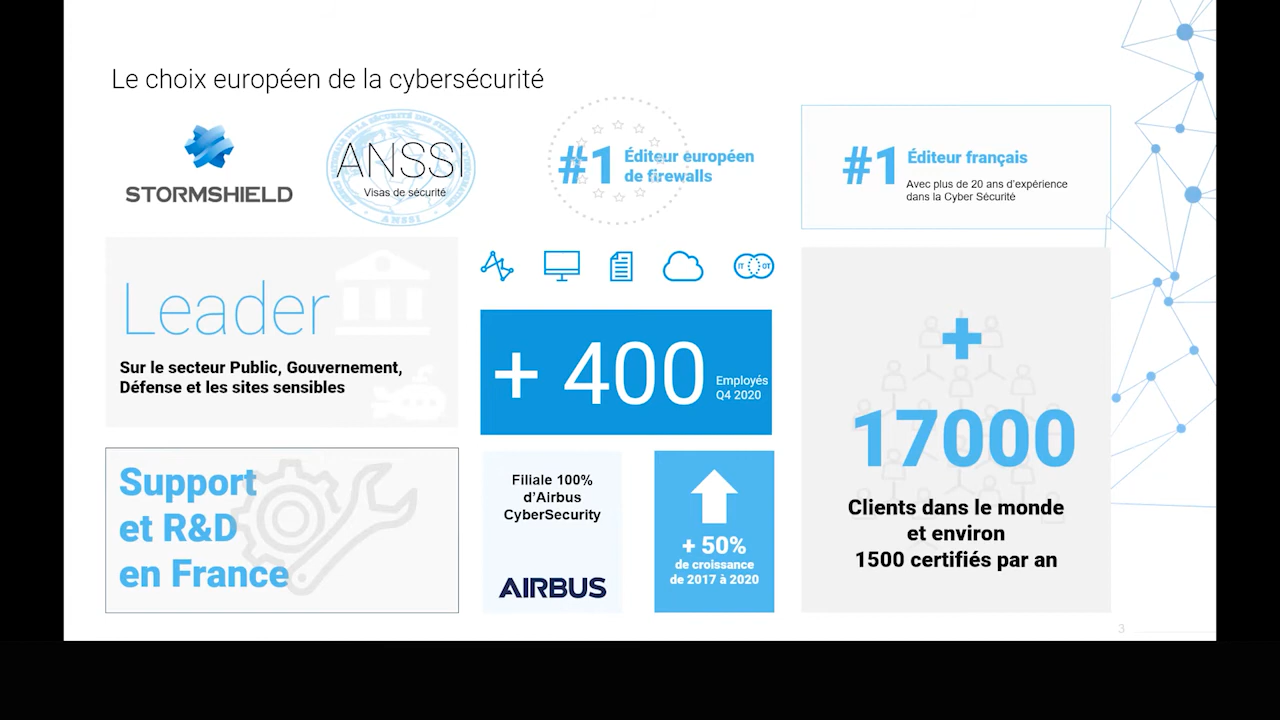 Le choix européen de la cybersécurité
STORMSHIELD
ANSSI
Visas de sécurité
ANSSI
#1
Éditeur européen
de firewalls
#1
Éditeur français
Avec plus de 20 ans d'expérience
dans la Cyber Sécurité
Leader
Sur le secteur Public, Gouvernement,
Défense et les sites sensibles
IT OT
+ 400
Employés
Q4 2020
+
17000
Clients dans le monde
et environ
1500 certifiés par an
Support
et R&D
en France
Filiale 100%
d'Airbus
CyberSecurity
AIRBUS
+ 50%
de croissance
de 2017 à 2020
3